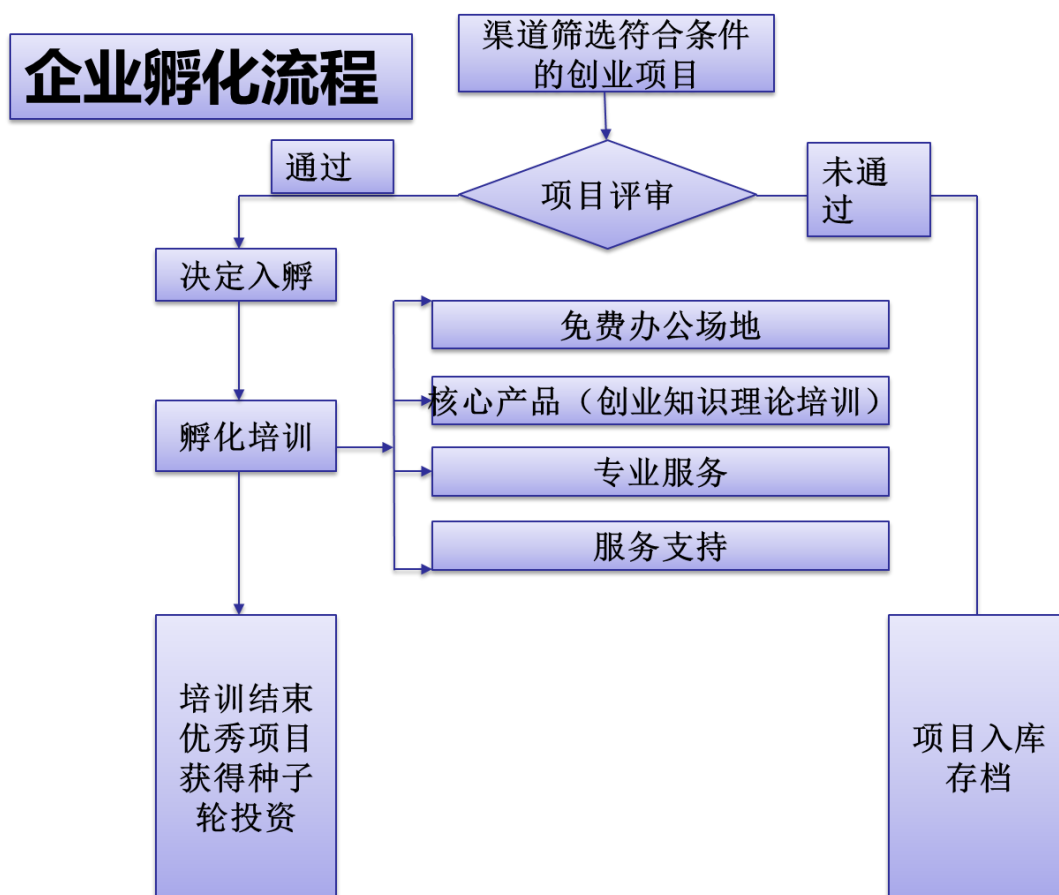 企业孵化流程
渠道筛选符合条件
的创业项目
通过
项目评审
未通
过
决定入孵
免费办公场地
核心产品（创业知识理论培训）
孵化培训
专业服务
服务支持
培训结束
优秀项目
获得种子
轮投资
项目入库
存档